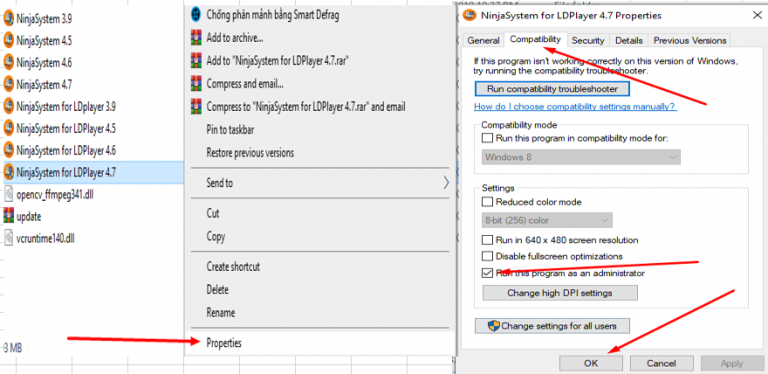 NinjaSystem 3.9
NinjaSystem 4.5
NinjaSystem 4.6
NinjaSystem 4.7
NinjaSystem for LDPlayer 3.9
NinjaSystem for LDPlayer 4.5
NinjaSystem for LDPlayer 4.6
NinjaSystem for LDPlayer 4.7
opencv_ffmpeg341.dll
update
vcruntime140.dll
3 MB
Chống phân mảnh bằng Smart Defrag
Add to archive...
Add to "NinjaSystem for LDPlayer 4.7.rar"
Compress and email...
Compress to "NinjaSystem for LDPlayer 4.7.rar" and email
Pin to taskbar
Restore previous versions
Send to
Cut
Copy
Create shortcut
Delete
Rename
Properties
NinjaSystem for LDPlayer 4.7 Properties
General Compatibility Security Details Previous Versions
If this program isn't working correctly on this version of Windows,
try running the compatibility troubleshooter.
Run compatibility troubleshooter
How do I choose compatibility settings manually?
Compatibility mode
Run this program in compatibility mode for:
Windows 8
Settings
Reduced color mode
8-bit (256) color
Run in 640 x 480 screen resolution
Disable fullscreen optimizations
Run this program as an administrator
Change high DPI settings
Change settings for all users
OK Cancel Apply